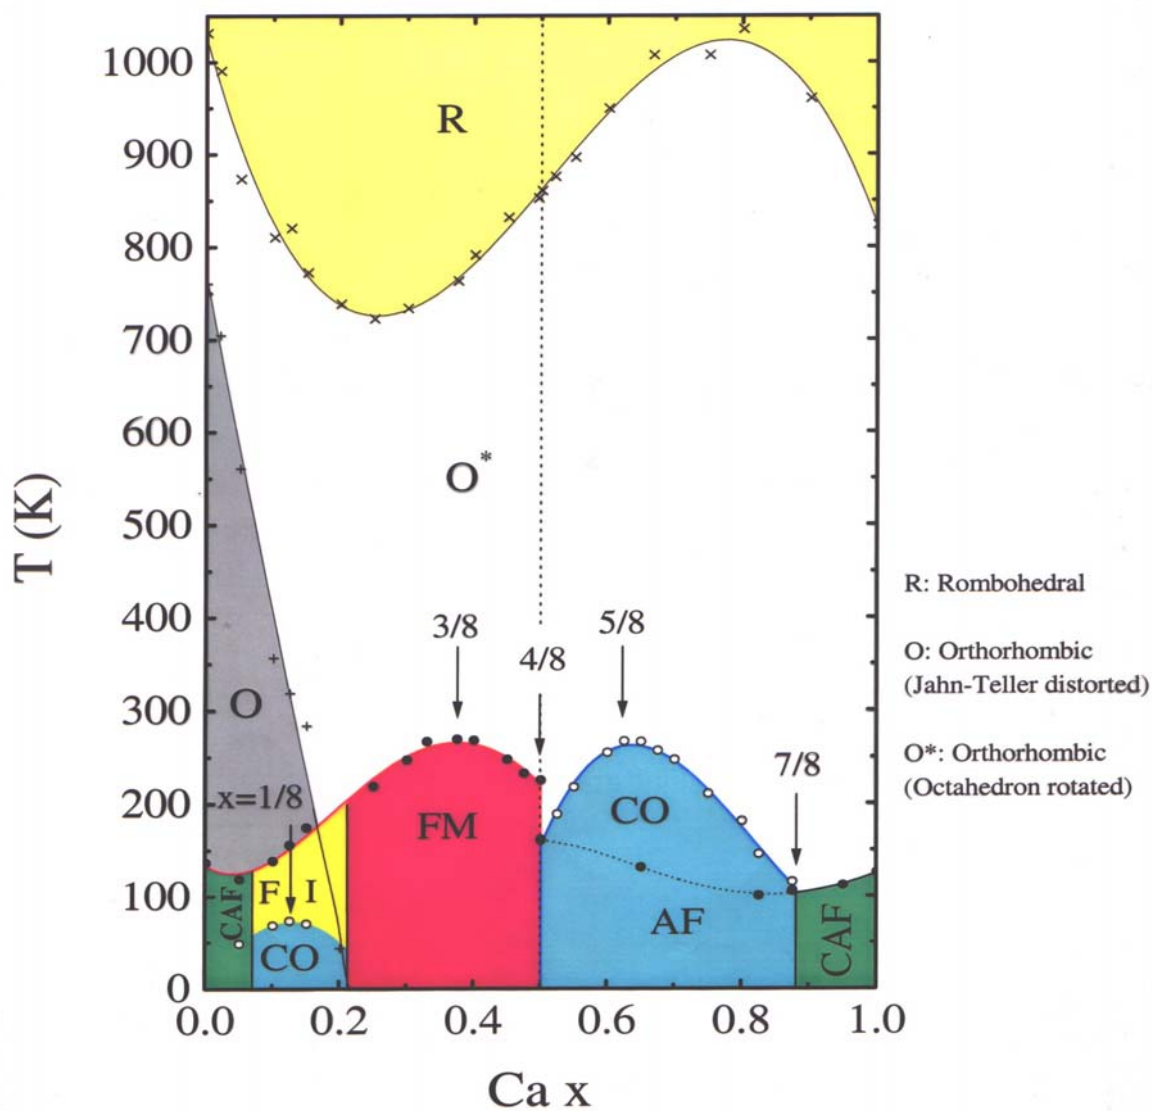 1000
900
800
700
600
500
400
300
200
100
0
T (K)
R
O*
O
3/8
4/8
5/8
7/8
x=1/8
FM
CO
AF
F I
CO
CAF
CAF
0.0 0.2 0.4 0.6 0.8 1.0
Ca x
R: Rombohedral
O: Orthorhombic
(Jahn-Teller distorted)
O*: Orthorhombic
(Octahedron rotated)